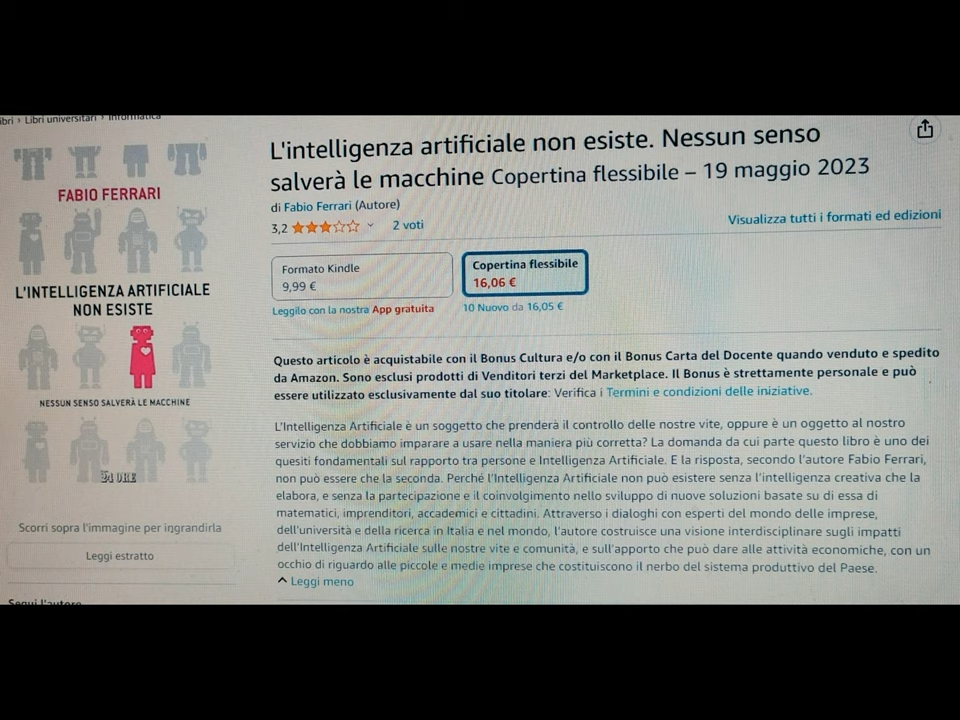 ibri › Libri universitari › Informatica
FABIO FERRARI
L'INTELLIGENZA ARTIFICIALE
NON ESISTE
NESSUN SENSO SALVERÀ LE MACCHINE
24 ORE
Scorri sopra l'immagine per ingrandirla
Leggi estratto
Segui l'autore
L'intelligenza artificiale non esiste. Nessun senso
salverà le macchine Copertina flessibile – 19 maggio 2023
di Fabio Ferrari (Autore)
3,2 2 voti
Visualizza tutti i formati ed edizioni
Formato Kindle
9,99 €
Copertina flessibile
16,06 €
Leggilo con la nostra App gratuita
10 Nuovo da 16,05 €
Questo articolo è acquistabile con il Bonus Cultura e/o con il Bonus Carta del Docente quando venduto e spedito
da Amazon. Sono esclusi prodotti di Venditori terzi del Marketplace. Il Bonus è strettamente personale e può
essere utilizzato esclusivamente dal suo titolare: Verifica i Termini e condizioni delle iniziative.
L'Intelligenza Artificiale è un soggetto che prenderà il controllo delle nostre vite, oppure è un oggetto al nostro
servizio che dobbiamo imparare a usare nella maniera più corretta? La domanda da cui parte questo libro è uno dei
quesiti fondamentali sul rapporto tra persone e Intelligenza Artificiale. E la risposta, secondo l'autore Fabio Ferrari,
non può essere che la seconda. Perché l'Intelligenza Artificiale non può esistere senza l'intelligenza creativa che la
elabora, e senza la partecipazione e il coinvolgimento nello sviluppo di nuove soluzioni basate su di essa di
matematici, imprenditori, accademici e cittadini. Attraverso i dialoghi con esperti del mondo delle imprese,
dell'università e della ricerca in Italia e nel mondo, l'autore costruisce una visione interdisciplinare sugli impatti
dell'Intelligenza Artificiale sulle nostre vite e comunità, e sull'apporto che può dare alle attività economiche, con un
occhio di riguardo alle piccole e medie imprese che costituiscono il nerbo del sistema produttivo del Paese.
Leggi meno